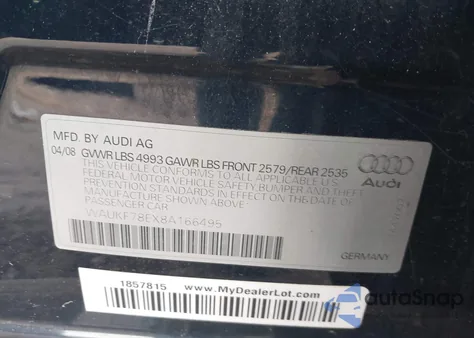 MFD. BY AUDI AG
04/08 GVWR LBS 4993 GAWR LBS FRONT 2579/REAR 2535
THIS VEHICLE CONFORMS TO ALL APPLICABLE U.S.
FEDERAL MOTOR VEHICLE SAFETY, BUMPER AND THEFT
PREVENTION STANDARDS IN EFFECT ON THE
DATE OF MANUFACTURE SHOWN ABOVE
PASSENGER CAR
WAUKF78EX8A166495
Audi
GERMANY
1857815
MyDealerLot.com
autoSnap